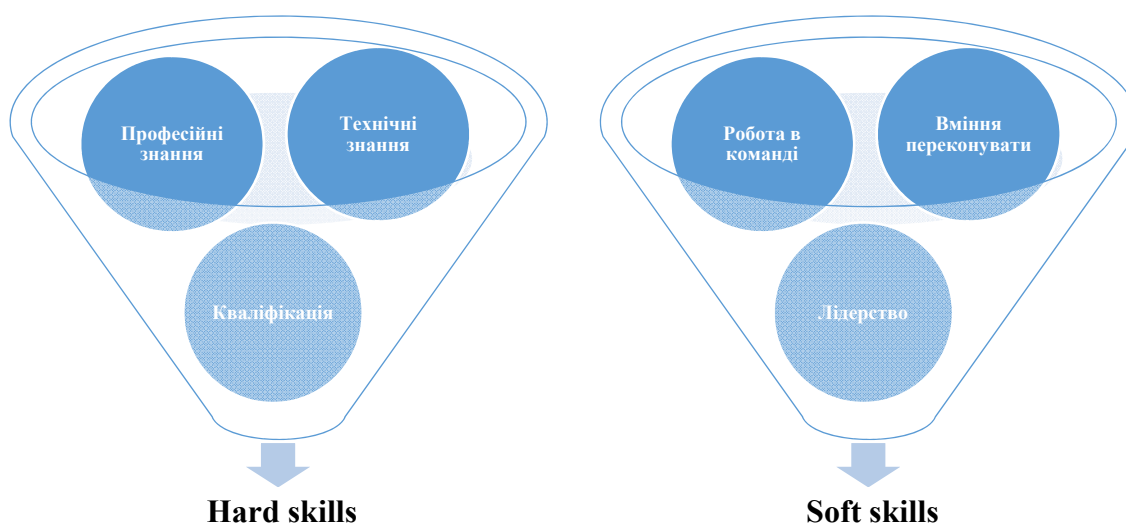 Професійні
знання
Технічні
знання
Кваліфікація
Hard skills
Робота в
команді
Вміння
переконувати
Лідерство
Soft skills